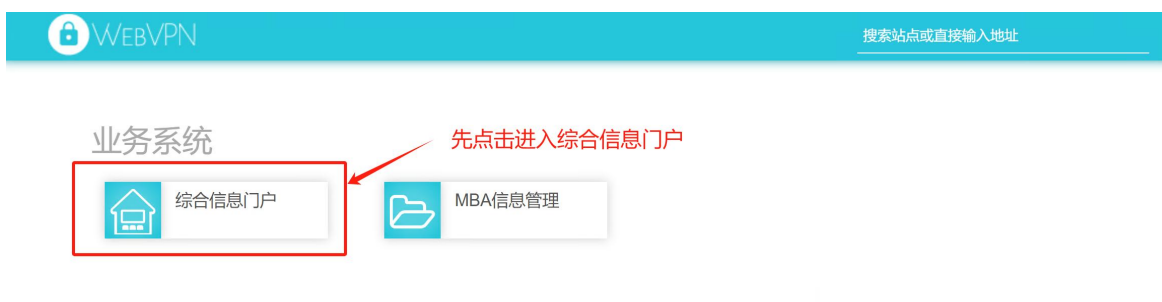 WEBVPN
搜索站点或直接输入地址
业务系统
先点击进入综合信息门户
综合信息门户
MBA信息管理